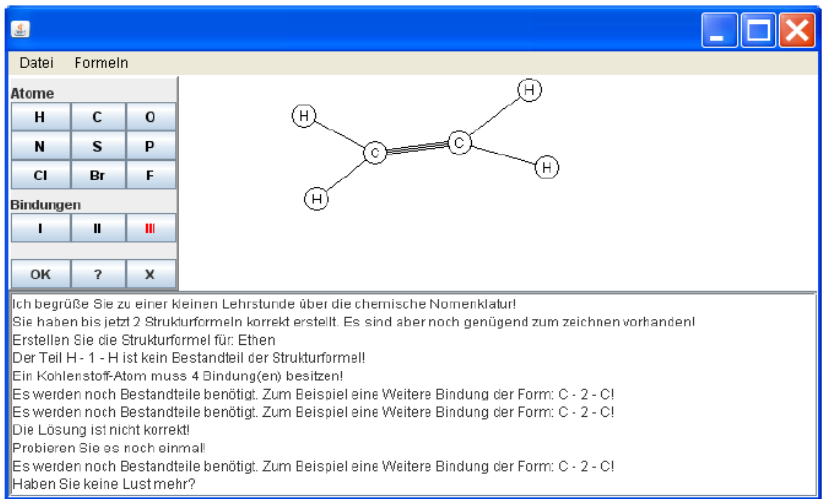 Datei Formeln
Atome
H C O
N S P
Cl Br F
Bindungen
I II III
OK ? X
H
H
C
C
H
H
Ich begrüße Sie zu einer kleinen Lehrstunde über die chemische Nomenklatur!
Sie haben bis jetzt 2 Strukturformeln korrekt erstellt. Es sind aber noch genügend zum zeichnen vorhanden!
Erstellen Sie die Strukturformel für: Ethen
Der Teil H - 1 - H ist kein Bestandteil der Strukturformel!
Ein Kohlenstoff-Atom muss 4 Bindung(en) besitzen!
Es werden noch Bestandteile benötigt. Zum Beispiel eine Weitere Bindung der Form: C - 2 - C!
Es werden noch Bestandteile benötigt. Zum Beispiel eine Weitere Bindung der Form: C - 2 - C!
Die Lösung ist nicht korrekt!
Probieren Sie es noch einmal!
Es werden noch Bestandteile benötigt. Zum Beispiel eine Weitere Bindung der Form: C - 2 - C!
Haben Sie keine Lust mehr?